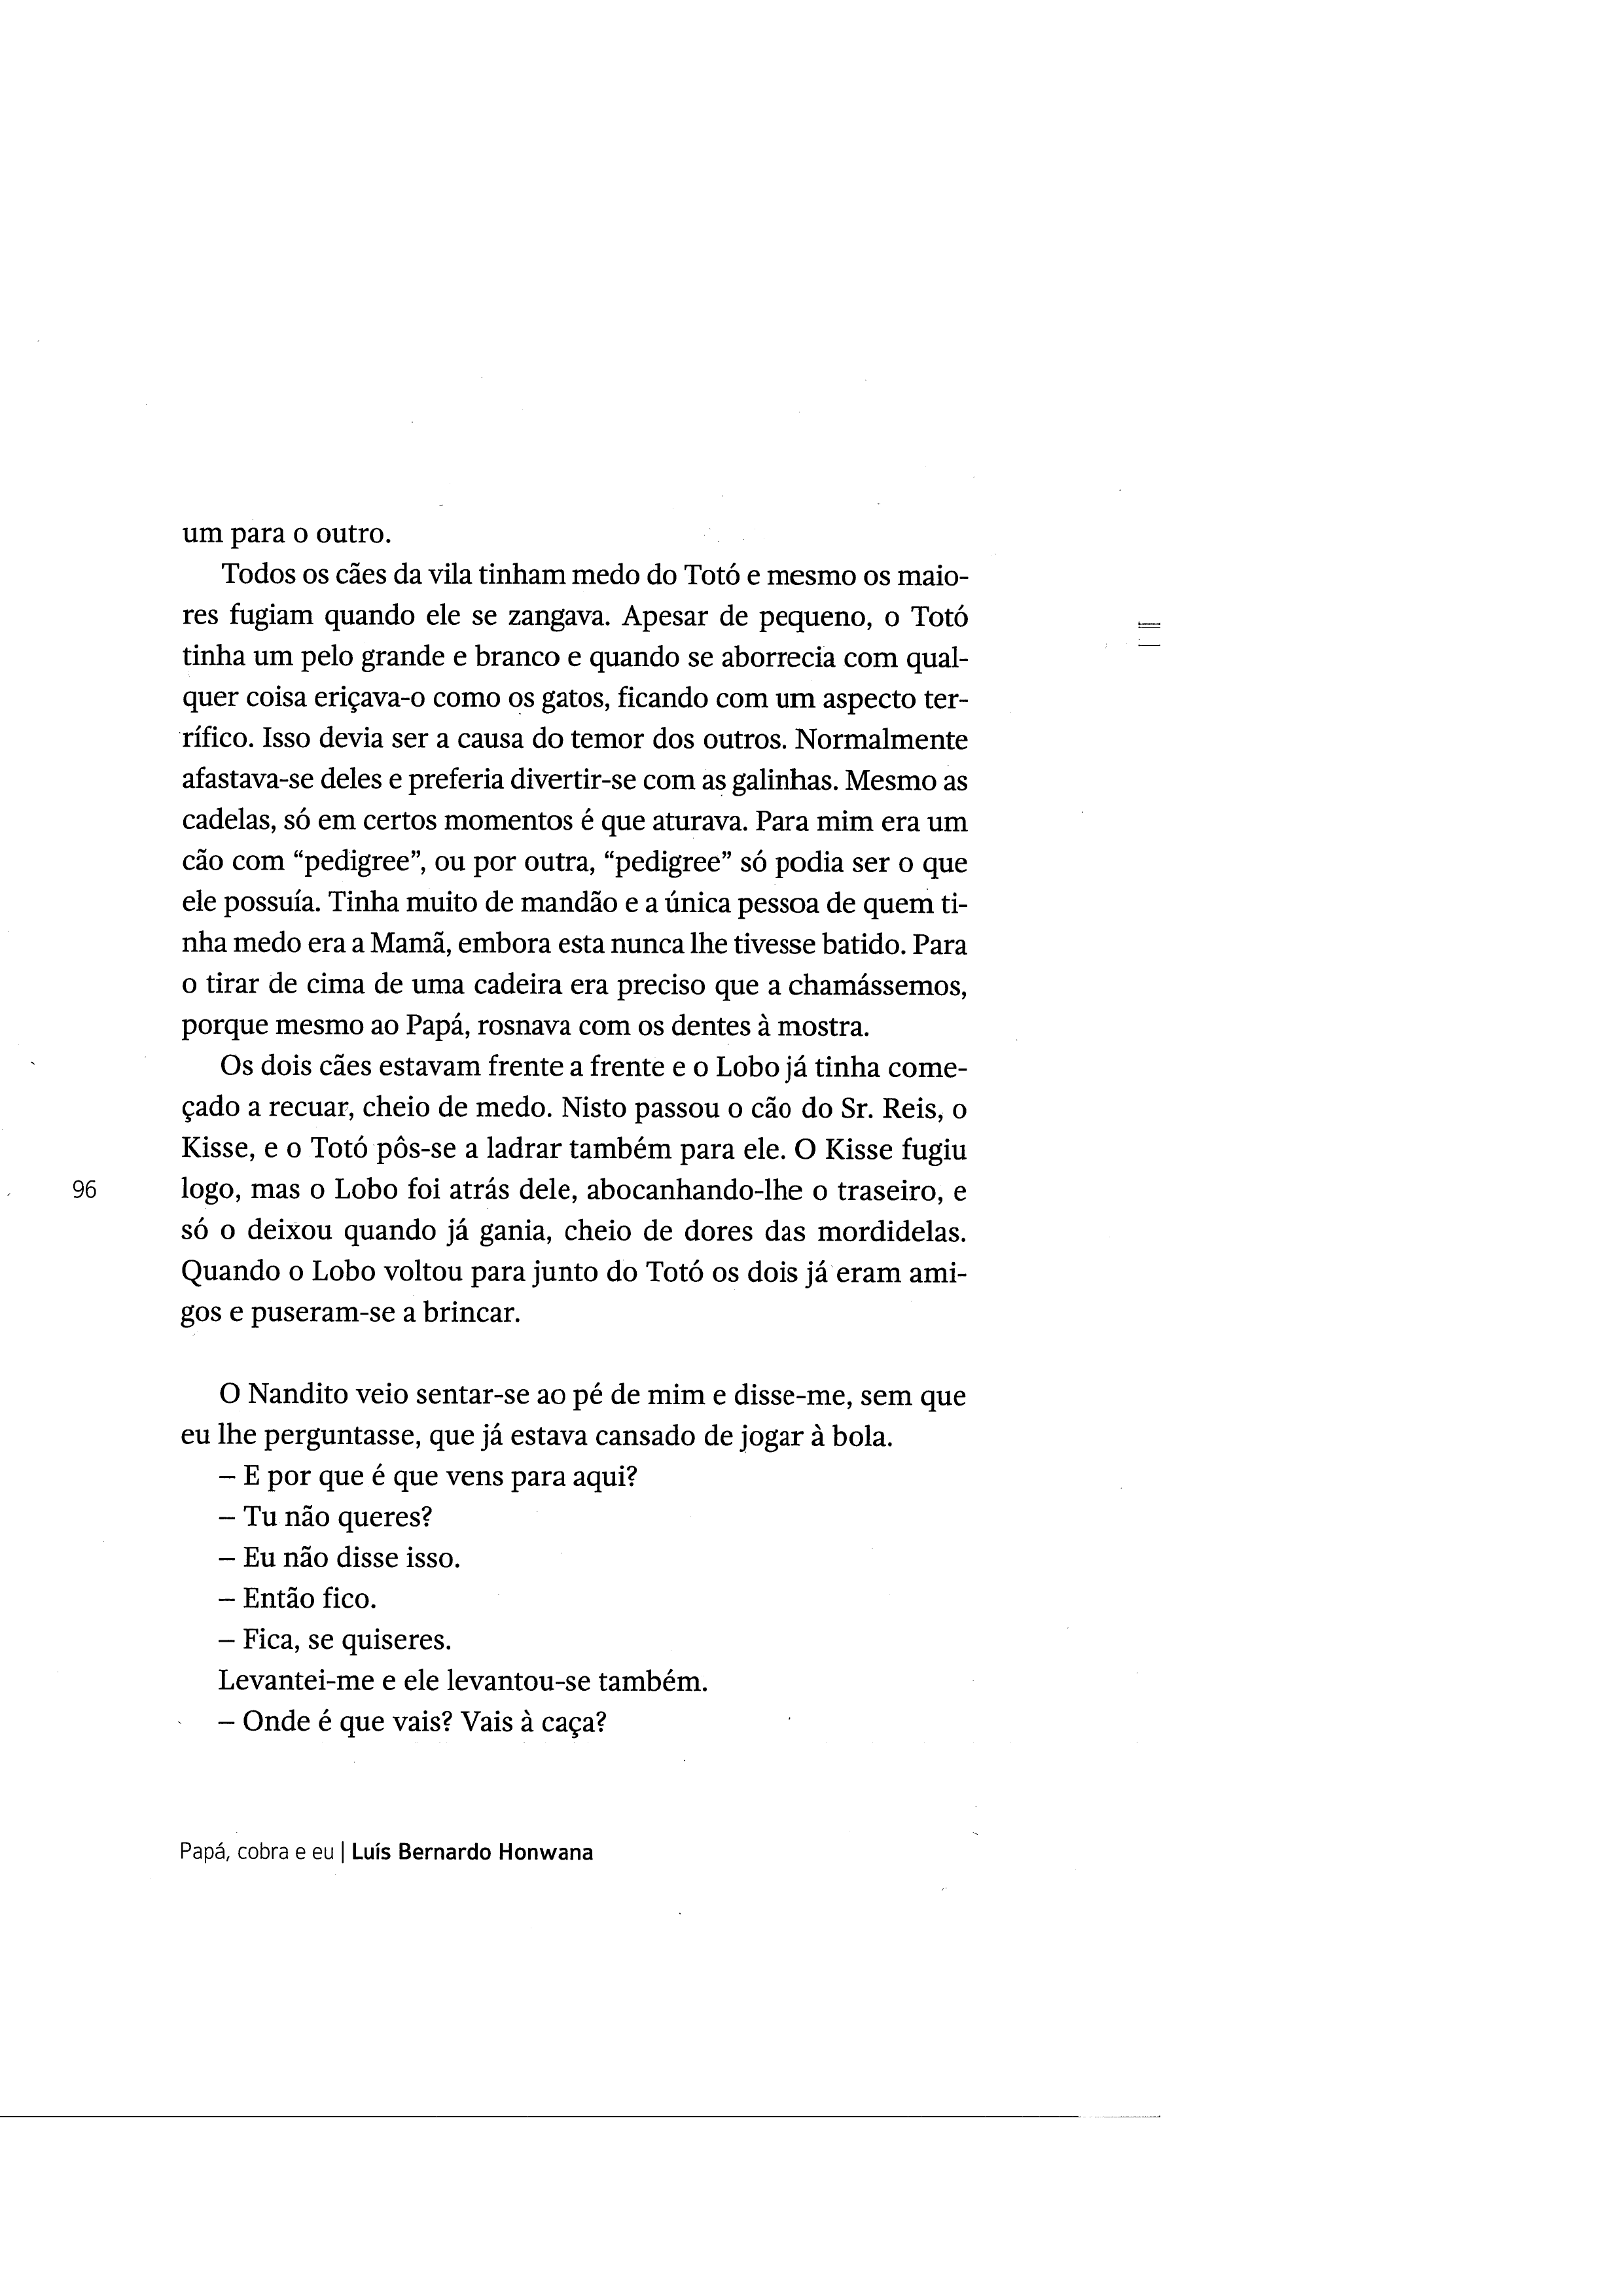 um para o outro.
Todos os cães da vila tinham medo do Totó e mesmo os maio-
res fugiam quando ele se zangava. Apesar de pequeno, o Totó
tinha um pelo grande e branco e quando se aborrecia com qual-
quer coisa eriçava-o como os gatos, ficando com um aspecto ter-
rífico. Isso devia ser a causa do temor dos outros. Normalmente
afastava-se deles e preferia divertir-se com as galinhas. Mesmo as
cadelas, só em certos momentos é que aturava. Para mim era um
cão com “pedigree”, ou por outra, “pedigree” só podia ser o que
ele possuía. Tinha muito de mandão e a única pessoa de quem ti-
nha medo era a Mamã, embora esta nunca lhe tivesse batido. Para
o tirar de cima de uma cadeira era preciso que a chamássemos,
porque mesmo ao Papá, rosnava com os dentes à mostra.
Os dois cães estavam frente a frente e o Lobo já tinha come-
çado a recuar, cheio de medo. Nisto passou o cão do Sr. Reis, o
Kisse, e o Totó pôs-se a ladrar também para ele. O Kisse fugiu
logo, mas o Lobo foi atrás dele, abocanhando-lhe o traseiro, e
só o deixou quando já gania, cheio de dores das mordidelas.
Quando o Lobo voltou para junto do Totó os dois já eram ami-
gos e puseram-se a brincar.
O Nandito veio sentar-se ao pé de mim e disse-me, sem que
eu lhe perguntasse, que já estava cansado de jogar à bola.
– E por que é que vens para aqui?
– Tu não queres?
– Eu não disse isso.
– Então fico.
– Fica, se quiseres.
Levantei-me e ele levantou-se também.
– Onde é que vais? Vais à caça?
96
Papá, cobra e eu | Luís Bernardo Honwana